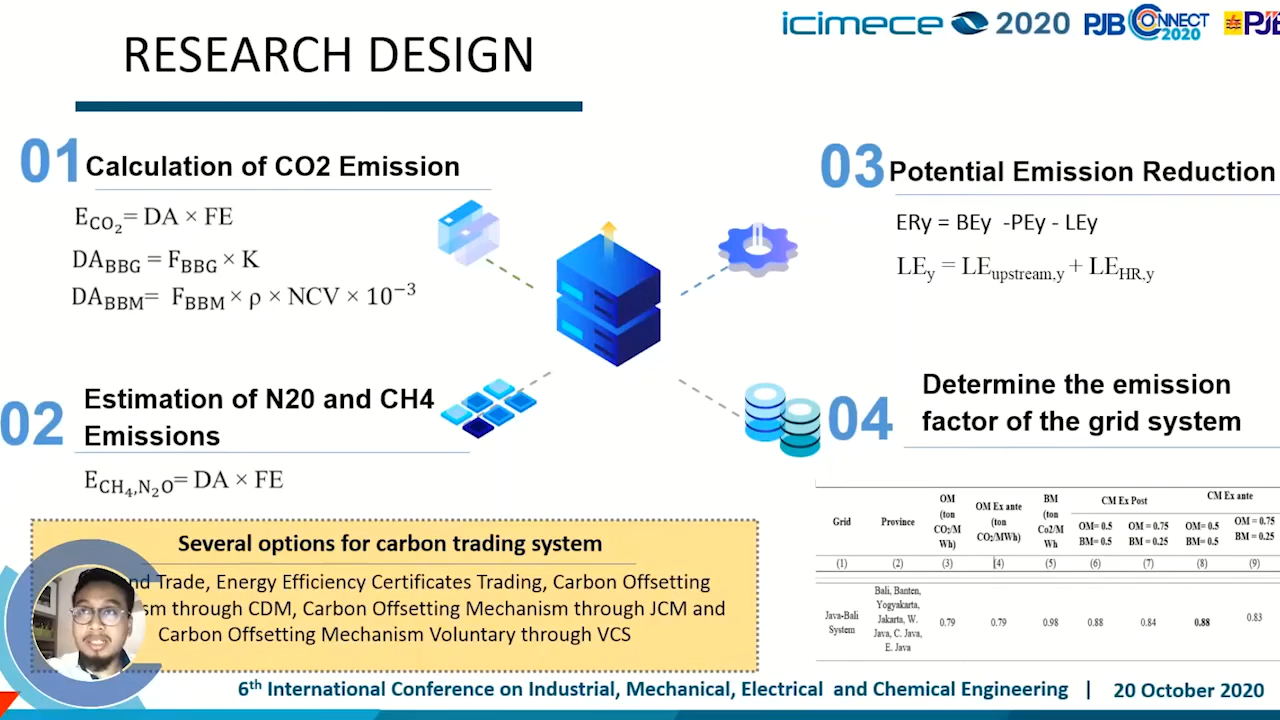 RESEARCH DESIGN
icimece 2020 PJB CONNECT 2020 PJB
01 Calculation of CO2 Emission
E_CO₂= DA × FE
DA_BBG = F_BBG × K
DA_BBM= F_BBM × ρ × NCV × 10⁻³
02 Estimation of N20 and CH4
Emissions
E_CH₄,N₂O= DA × FE
03 Potential Emission Reduction
ERy = BEy -PEy - LEy
LE_y = LE_upstream,y + LE_HR,y
04 Determine the emission
factor of the grid system
Grid Province OM (ton CO₂/M Wh) OM Ex ante (ton CO₂/MWh) BM (ton Co2/M Wh CM Ex Post CM Ex ante
OM= 0.5 BM= 0.5 OM = 0.75 BM = 0.25 OM= 0.5 BM= 0.5 OM = 0.75 BM = 0.25
(1) (2) (3) (4) (5) (6) (7) (8) (9)
Java-Bali System Bali, Banten, Yogyakarta, Jakarta, W. Java, C. Java, E. Java 0.79 0.79 0.98 0.88 0.84 0.88 0.83
Several options for carbon trading system
nd Trade, Energy Efficiency Certificates Trading, Carbon Offsetting
sm through CDM, Carbon Offsetting Mechanism through JCM and
Carbon Offsetting Mechanism Voluntary through VCS
6th International Conference on Industrial, Mechanical, Electrical and Chemical Engineering | 20 October 2020